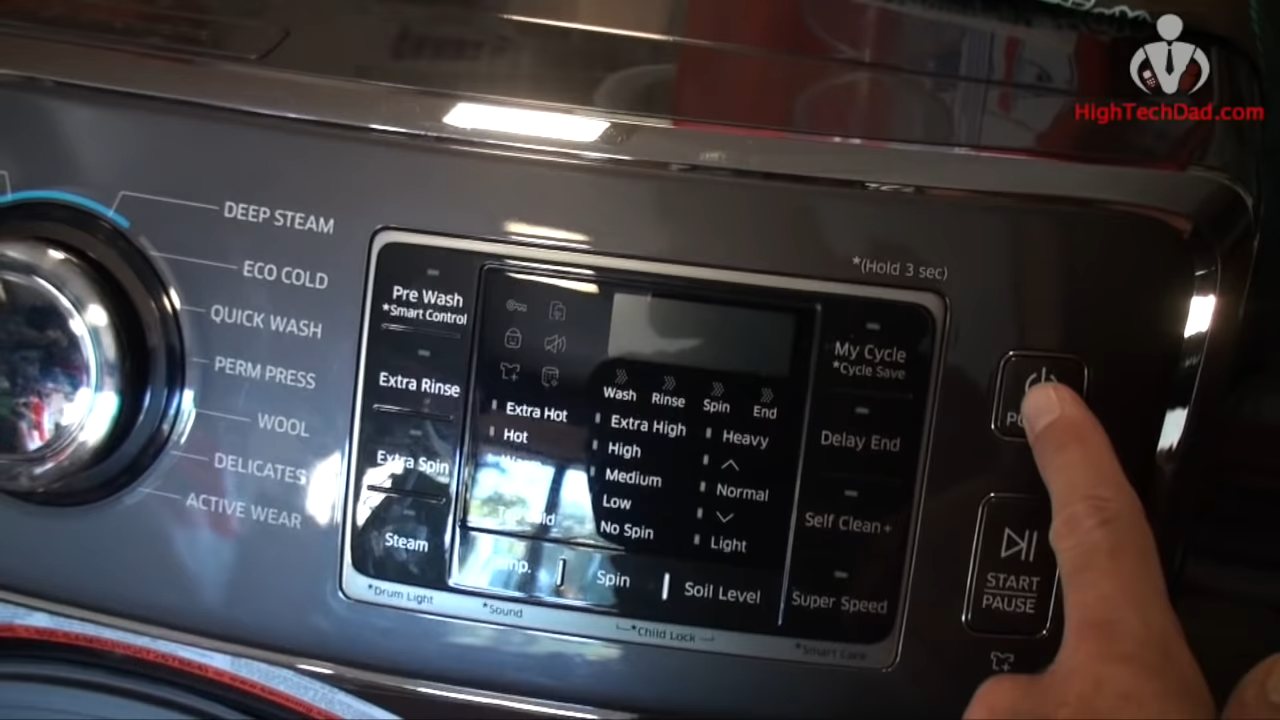 HighTechDad.com
DEEP STEAM
ECO COLD
QUICK WASH
PERM PRESS
WOOL
DELICATES
ACTIVE WEAR
*(Hold 3 sec)
Pre Wash
*Smart Control
Extra Rinse
Extra Spin
Steam
Wash Rinse Spin End
Extra Hot
Hot
Extra High
High
Medium
Low
No Spin
Heavy
Normal
Light
Spin
Soil Level
My Cycle
*Cycle Save
Delay End
Self Clean+
Super Speed
*Drum Light
*Sound
*Child Lock
*Smart Care
START
PAUSE